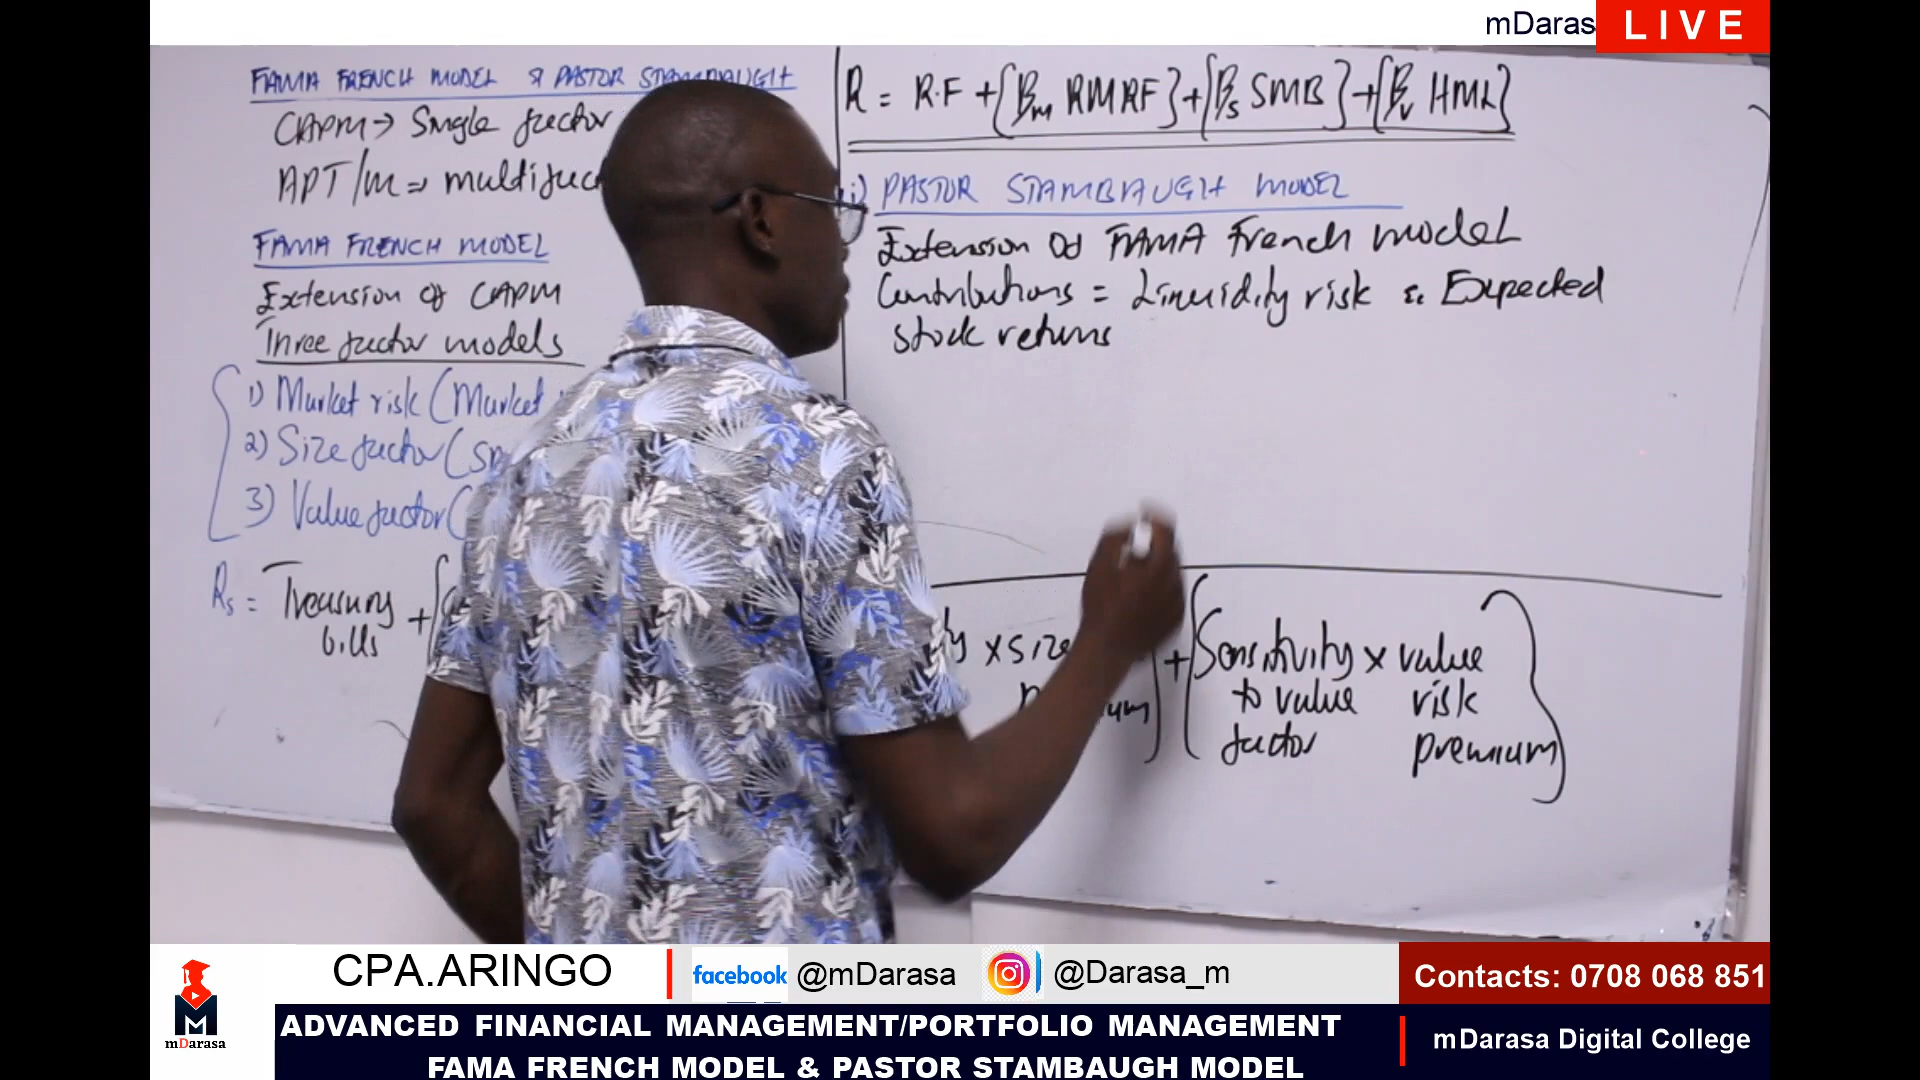 mDaras
LIVE
FAMA FRENCH MODEL & PASTOR STAMBAUGH
CAPM → Single factor
APT/M ⇒
FAMA FRENCH MODEL
Extension of CAPM
Three factor models
1) Market risk (Market
2) Size factor (
3) Value factor (
Rs = Treasury +
bills
R = R.F + [βm RMRF] + [βs SMB] + [βv HML]
i) PASTOR STAMBAUGH MODEL
Extension of FAMA French model
Contributions = Liquidity risk & Expected
stock returns
x size + (Sensitivity x value
to value risk
factor premium)
CPA.ARINGO
facebook @mDarasa
@Darasa_m
Contacts: 0708 068 851
mDarasa
ADVANCED FINANCIAL MANAGEMENT/PORTFOLIO MANAGEMENT
FAMA FRENCH MODEL & PASTOR STAMBAUGH MODEL
mDarasa Digital College